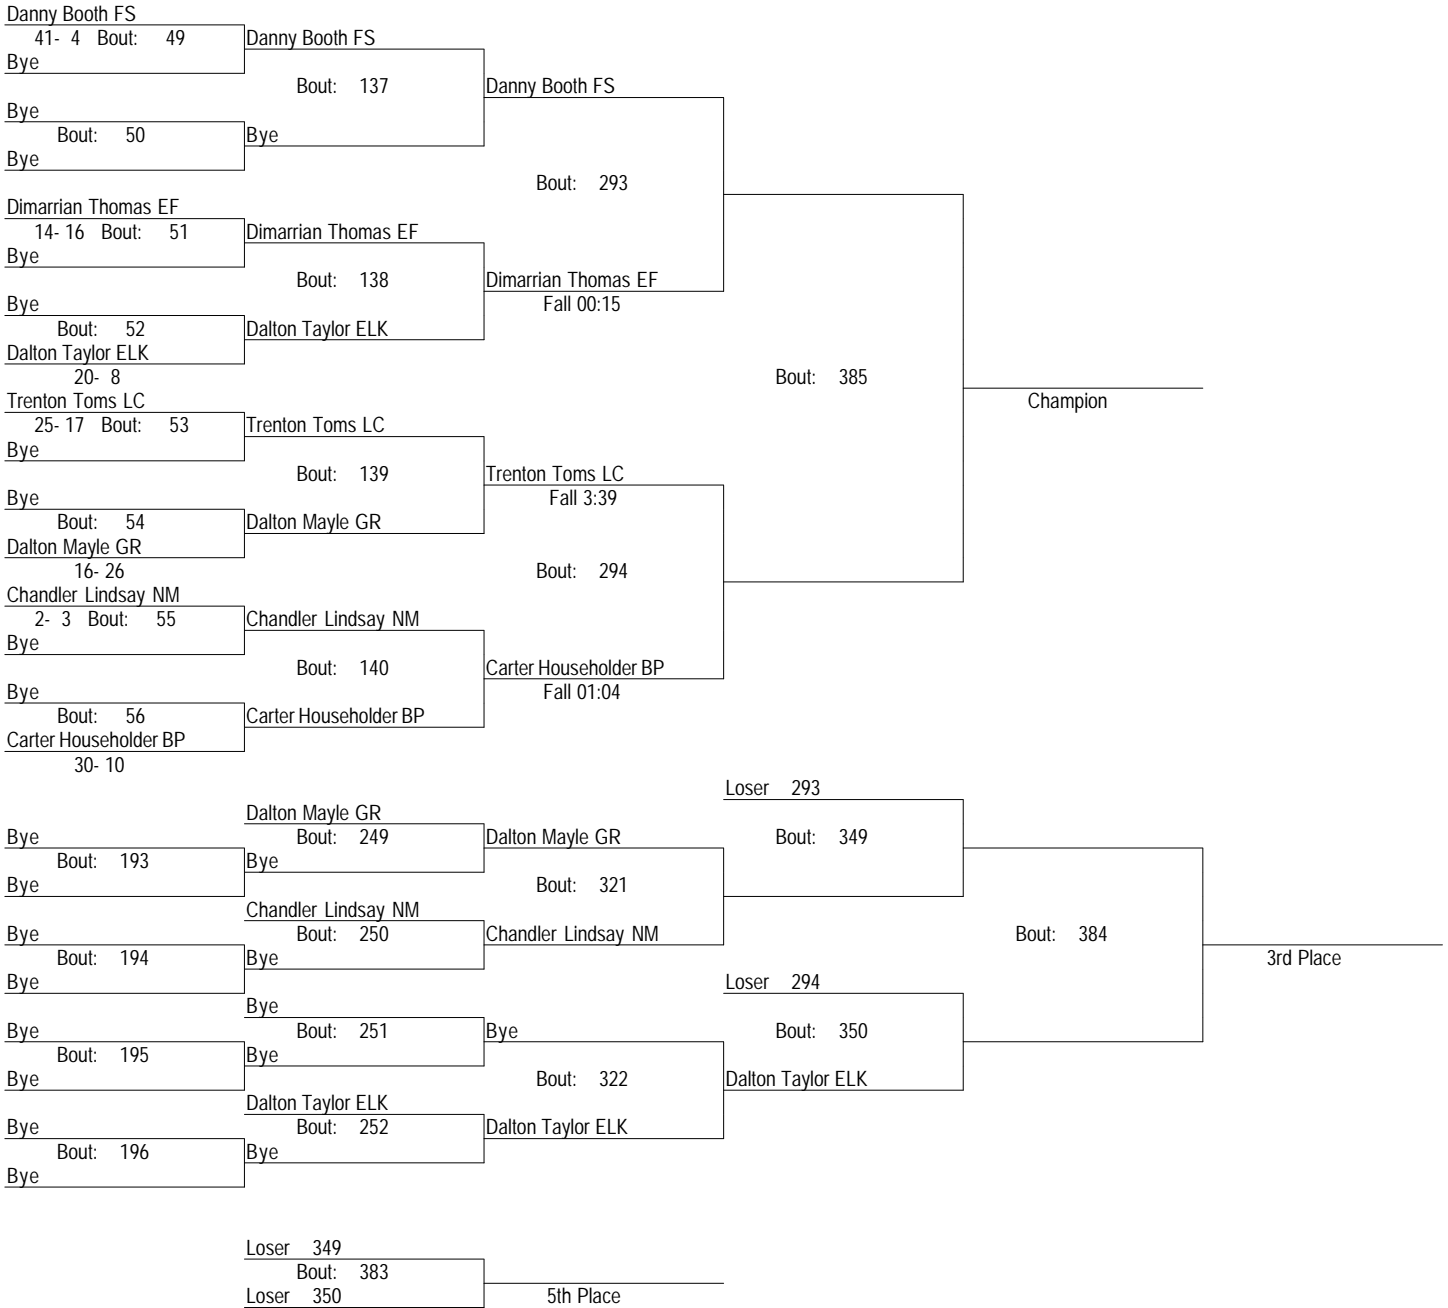 Danny Booth FS
41- 4 Bout: 49 Danny Booth FS
Bye
Bout: 137 Danny Booth FS
Bye
Bout: 50 Bye
Bye
Bout: 293
Dimarrian Thomas EF
14- 16 Bout: 51 Dimarrian Thomas EF
Bye
Bout: 138 Dimarrian Thomas EF
Bye Fall 00:15
Bout: 52 Dalton Taylor ELK
Dalton Taylor ELK
20- 8 Bout: 385
Trenton Toms LC Champion
25- 17 Bout: 53 Trenton Toms LC
Bye
Bout: 139 Trenton Toms LC
Bye Fall 3:39
Bout: 54 Dalton Mayle GR
Dalton Mayle GR
16- 26 Bout: 294
Chandler Lindsay NM
2- 3 Bout: 55 Chandler Lindsay NM
Bye
Bout: 140 Carter Householder BP
Bye Fall 01:04
Bout: 56 Carter Householder BP
Carter Householder BP
30- 10
Loser 293
Dalton Mayle GR
Bye Bout: 249 Dalton Mayle GR Bout: 349
Bout: 193 Bye
Bye Bout: 321
Chandler Lindsay NM
Bye Bout: 250 Chandler Lindsay NM Bout: 384
Bout: 194 Bye 3rd Place
Bye Loser 294
Bye
Bye Bout: 251 Bye Bout: 350
Bout: 195 Bye
Bye Bout: 322 Dalton Taylor ELK
Dalton Taylor ELK
Bye Bout: 252 Dalton Taylor ELK
Bout: 196 Bye
Bye
Loser 349
Bout: 383
Loser 350 5th Place